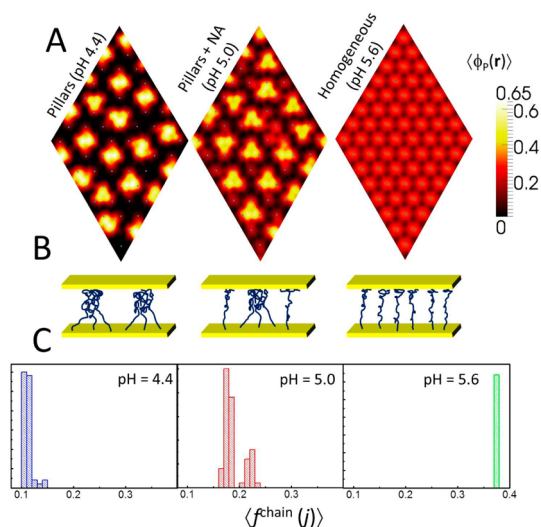 A
Pillars (pH 4.4)
Pillars + NA
(pH 5.0)
Homogeneous
(pH 5.6)
⟨ϕP(r)⟩
0.65
0.6
0.4
0.2
0
B
C
pH = 4.4
pH = 5.0
pH = 5.6
0.1 0.2 0.3 0.1 0.2 0.3 0.1 0.2 0.3 0.4
⟨f^chain (j)⟩